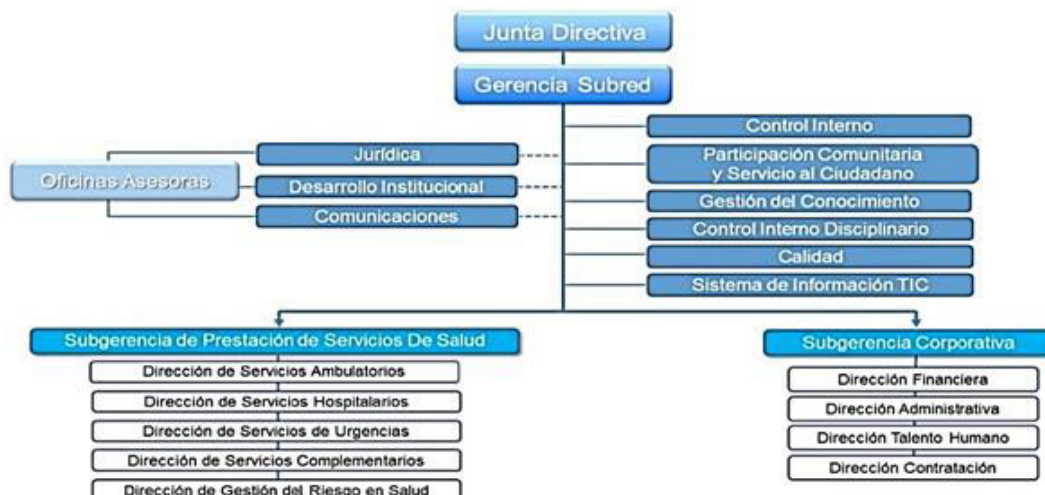 Junta Directiva
Gerencia Subred
Control Interno
Participación Comunitaria
y Servicio al Ciudadano
Gestión del Conocimiento
Control Interno Disciplinario
Calidad
Sistema de Información TIC
Oficinas Asesoras
Jurídica
Desarrollo Institucional
Comunicaciones
Subgerencia de Prestación de Servicios De Salud
Dirección de Servicios Ambulatorios
Dirección de Servicios Hospitalarios
Dirección de Servicios de Urgencias
Dirección de Servicios Complementarios
Dirección de Gestión del Riesgo en Salud
Subgerencia Corporativa
Dirección Financiera
Dirección Administrativa
Dirección Talento Humano
Dirección Contratación